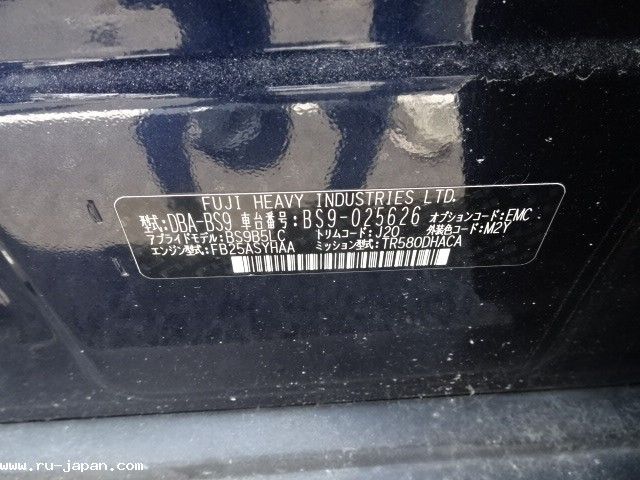 FUJI HEAVY INDUSTRIES LTD.
型式:DBA-BS9 車台番号:BS9-025626 オプションコード:EMC
アプライドモデル:BS9B5LC トリムコード:J20 外装色コード:M2Y
エンジン型式:FB25ASYHAA ミッション型式:TR580DHACA
www.ru-japan.com